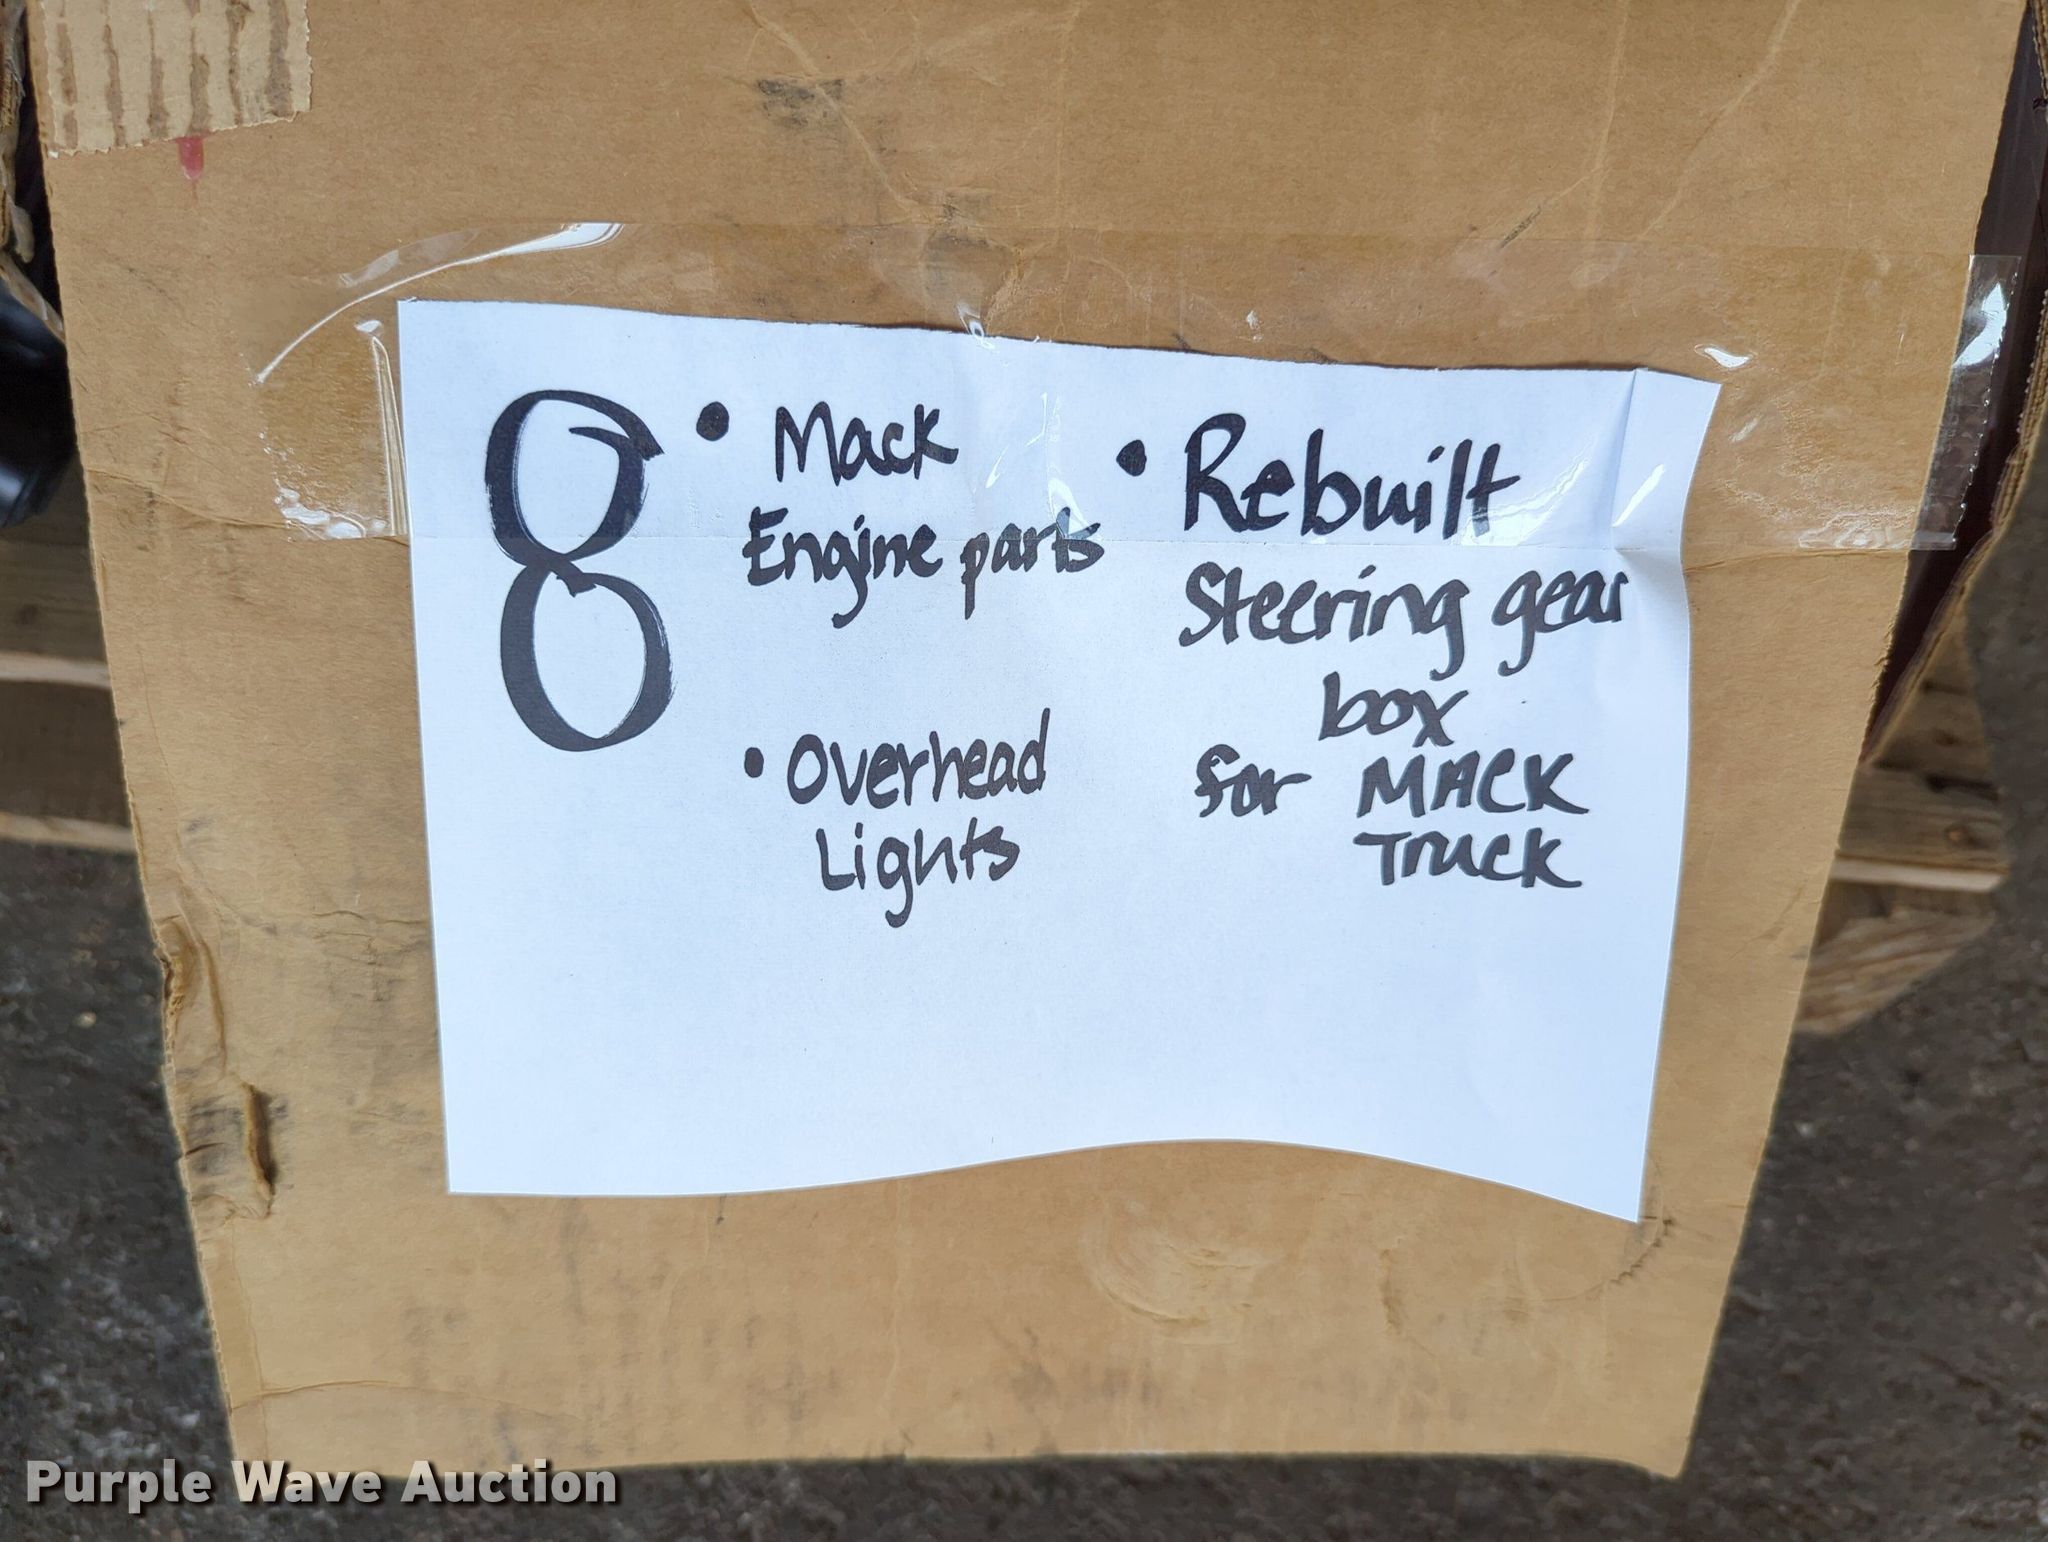 8
• Mack
Engine parts
• Overhead
Lights
• Rebuilt
Steering gear
box
for MACK
Truck
Purple Wave Auction